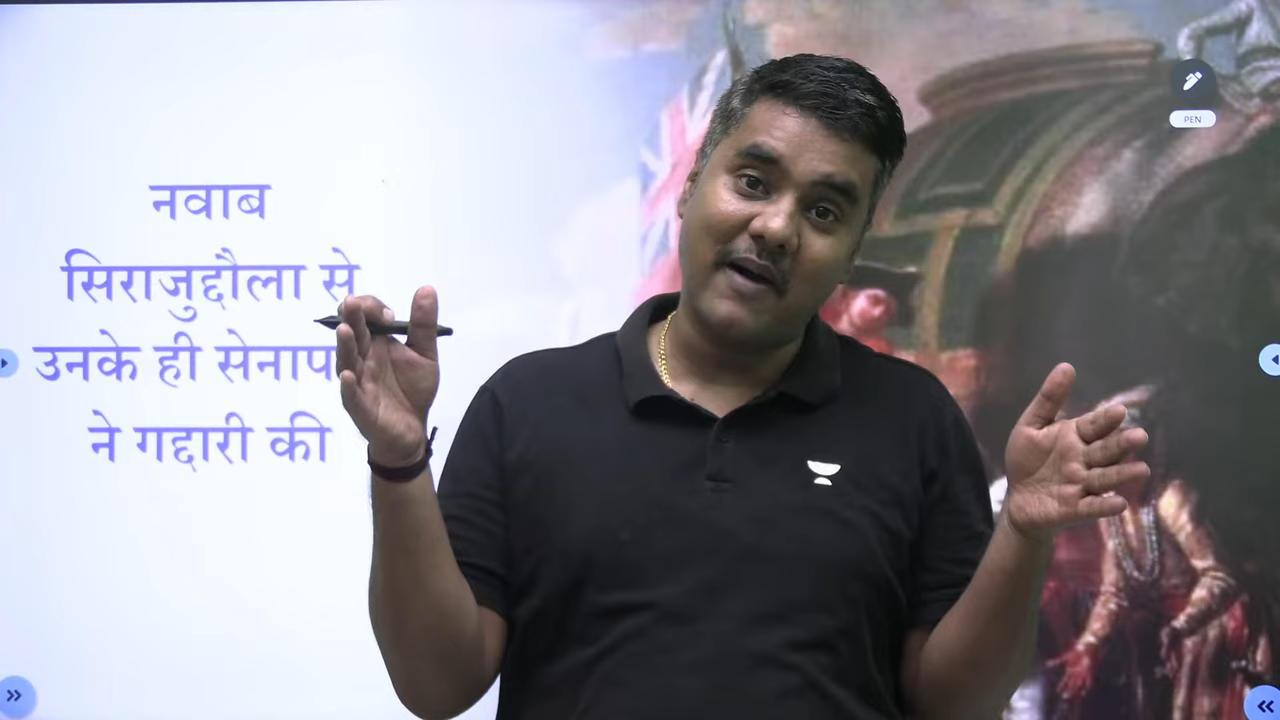 नवाब
सिराजुद्दौला से
उनके ही
ने गद्दारी की
PEN